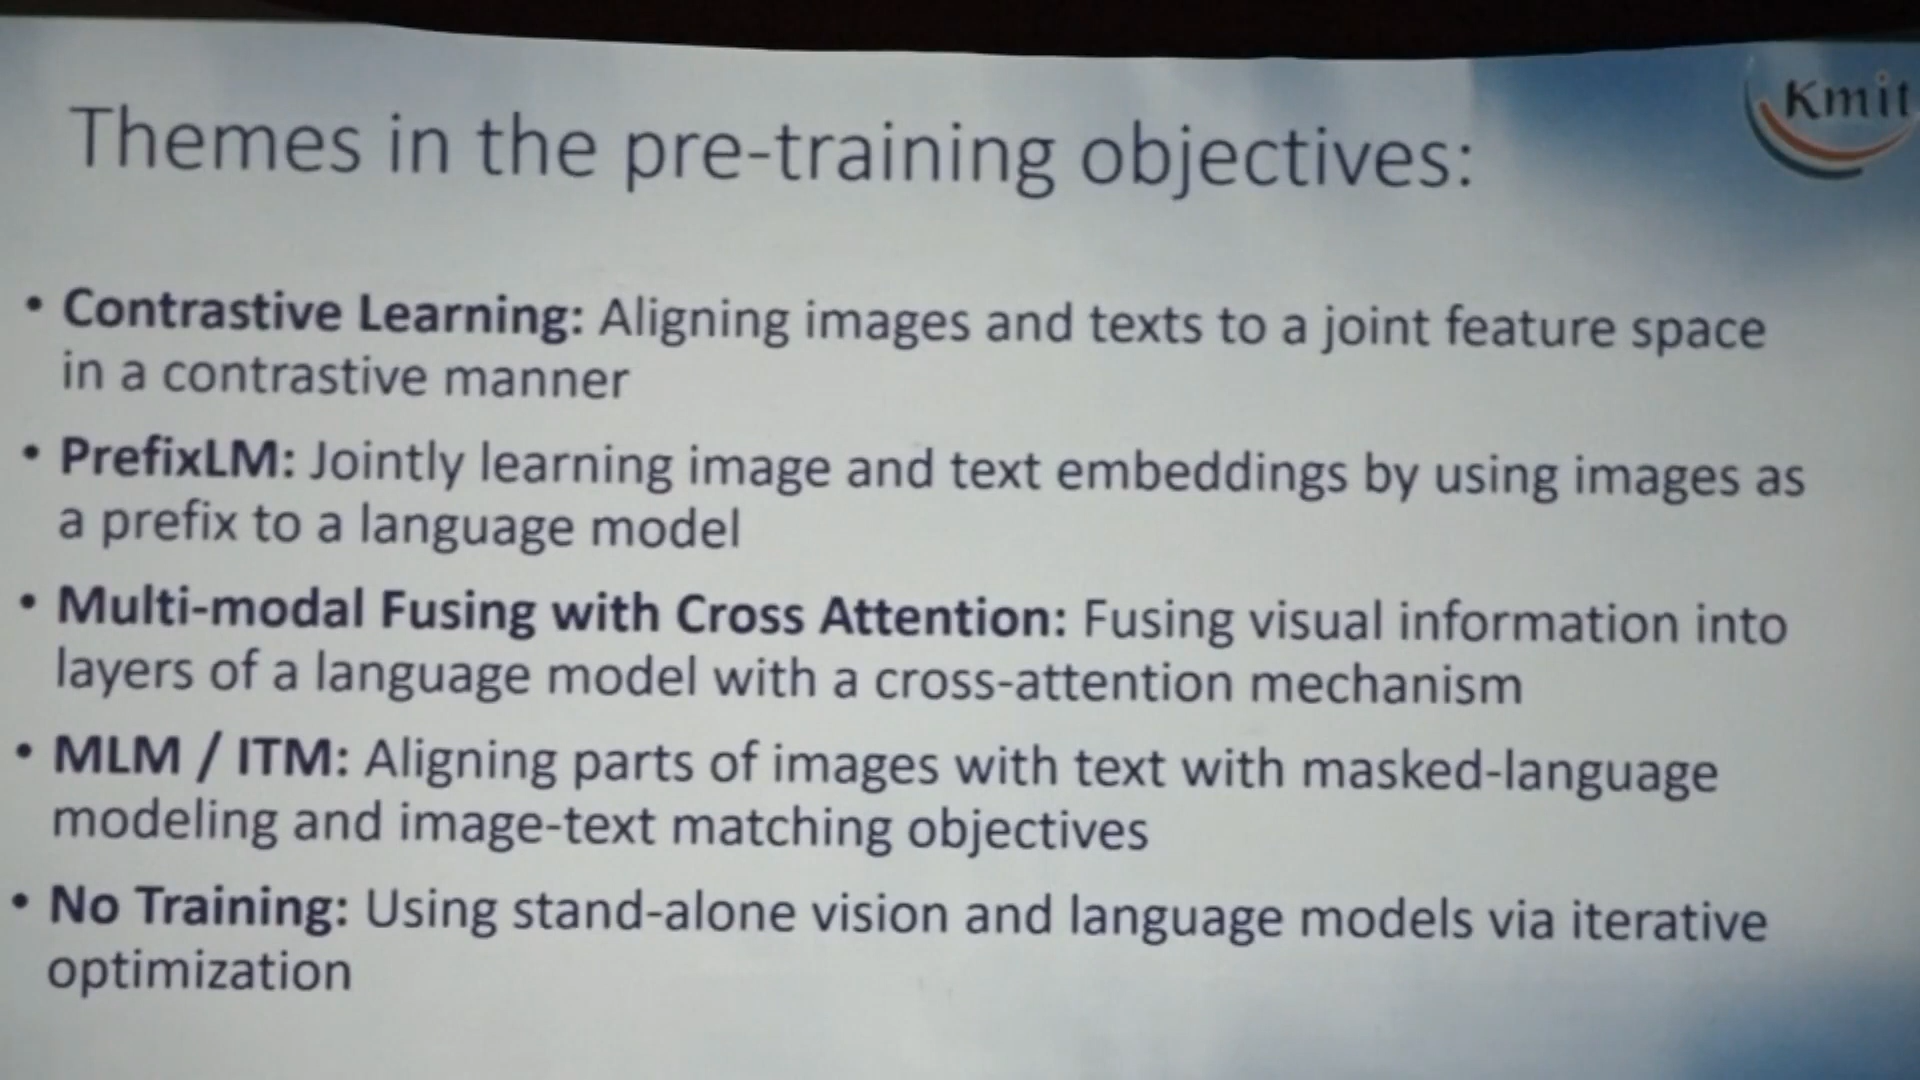 Kmit
Themes in the pre-training objectives:
• Contrastive Learning: Aligning images and texts to a joint feature space
in a contrastive manner
• PrefixLM: Jointly learning image and text embeddings by using images as
a prefix to a language model
• Multi-modal Fusing with Cross Attention: Fusing visual information into
layers of a language model with a cross-attention mechanism
• MLM / ITM: Aligning parts of images with text with masked-language
modeling and image-text matching objectives
• No Training: Using stand-alone vision and language models via iterative
optimization